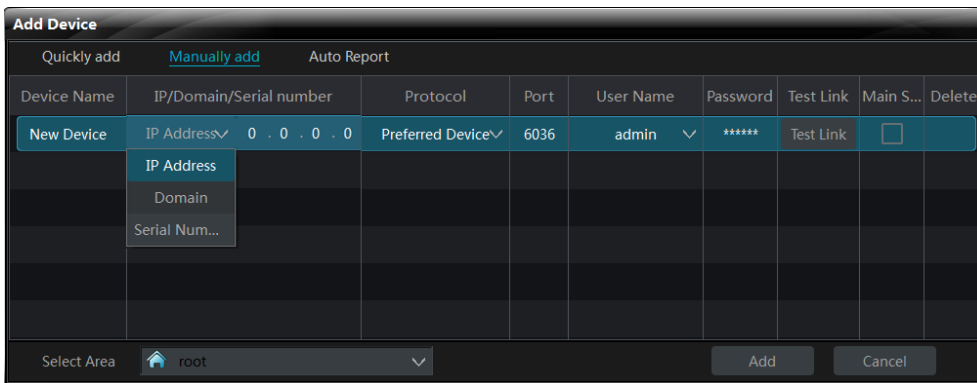 Add Device
Quickly add Manually add Auto Report
Device Name IP/Domain/Serial number Protocol Port User Name Password Test Link Main S... Delete
New Device IP Address 0 . 0 . 0 . 0 Preferred Device 6036 admin ****** Test Link
IP Address
Domain
Serial Num...
Select Area root Add Cancel